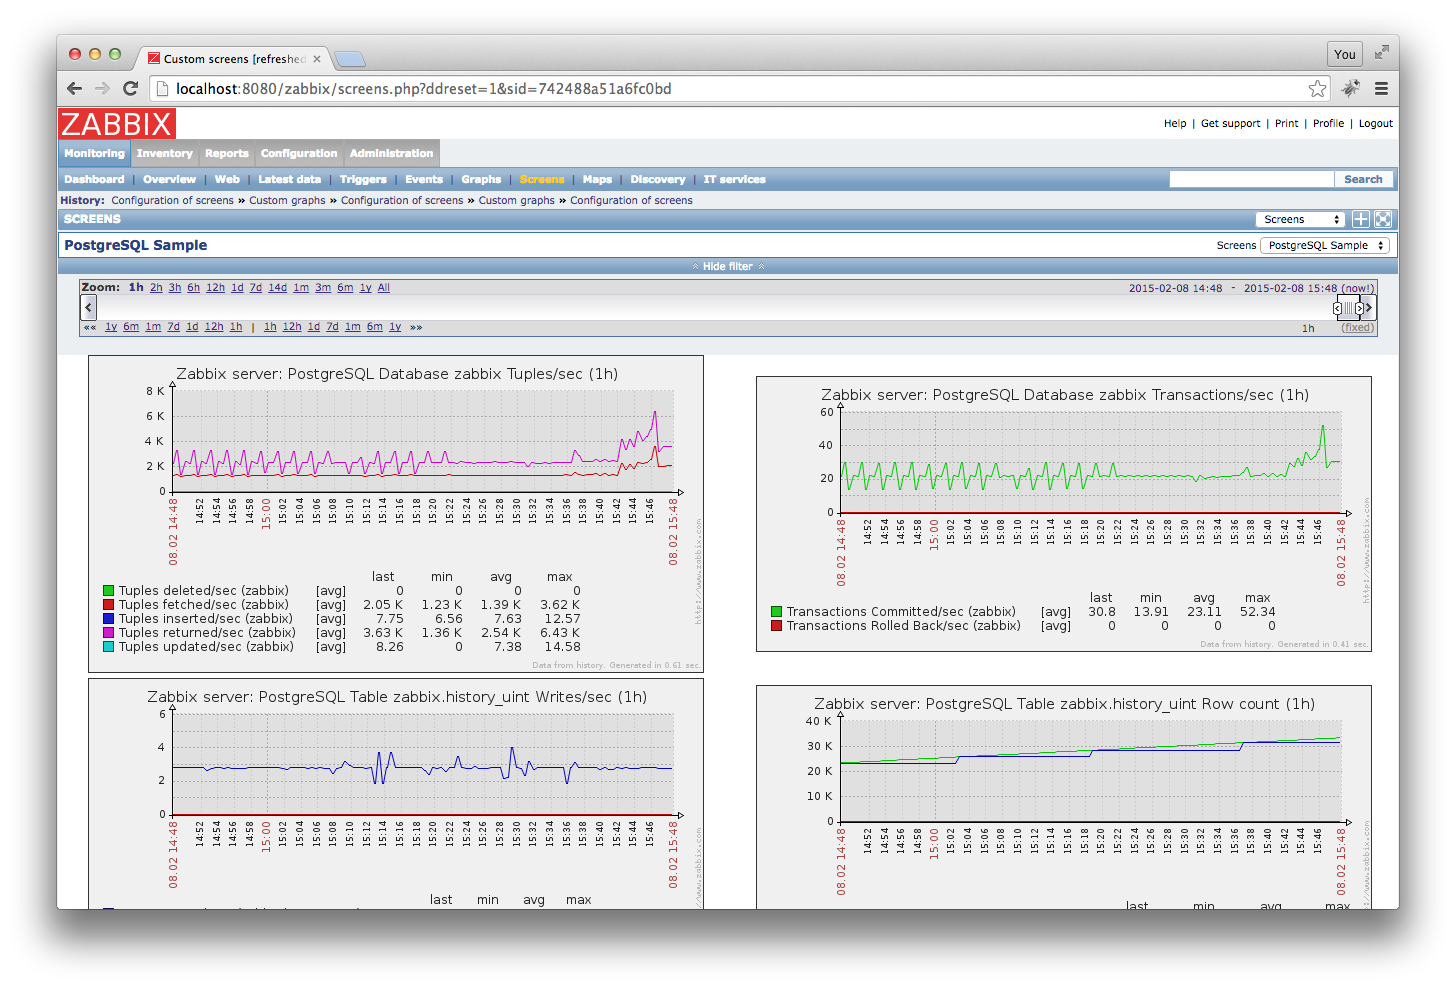 Custom screens [refreshed
You
localhost:8080/zabbix/screens.php?ddreset=1&sid=742488a51a6fc0bd
ZABBIX
Help | Get support | Print | Profile | Logout
Monitoring Inventory Reports Configuration Administration
Dashboard | Overview | Web | Latest data | Triggers | Events | Graphs | Screens | Maps | Discovery | IT services Search
History: Configuration of screens » Custom graphs » Configuration of screens » Custom graphs » Configuration of screens
SCREENS Screens
PostgreSQL Sample Screens PostgreSQL Sample
Hide filter
Zoom: 1h 2h 3h 6h 12h 1d 7d 14d 1m 3m 6m 1y All 2015-02-08 14:48 - 2015-02-08 15:48 (now!)
«« 1y 6m 1m 7d 1d 12h 1h | 1h 12h 1d 7d 1m 6m 1y »» 1h (fixed)
Zabbix server: PostgreSQL Database zabbix Tuples/sec (1h)
8 K
6 K
4 K
2 K
0
08.02 14:48 14:52 14:54 14:56 14:58 15:00 15:02 15:04 15:06 15:08 15:10 15:12 15:14 15:16 15:18 15:20 15:22 15:24 15:26 15:28 15:30 15:32 15:34 15:36 15:38 15:40 15:42 15:44 15:46 08.02 15:48
http://www.zabbix.com
last min avg max
Tuples deleted/sec (zabbix) [avg] 0 0 0 0
Tuples fetched/sec (zabbix) [avg] 2.05 K 1.23 K 1.39 K 3.62 K
Tuples inserted/sec (zabbix) [avg] 7.75 6.56 7.63 12.57
Tuples returned/sec (zabbix) [avg] 3.63 K 1.36 K 2.54 K 6.43 K
Tuples updated/sec (zabbix) [avg] 8.26 0 7.38 14.58
Data from history. Generated in 0.61 sec.
Zabbix server: PostgreSQL Database zabbix Transactions/sec (1h)
60
40
20
0
08.02 14:48 14:52 14:54 14:56 14:58 15:00 15:02 15:04 15:06 15:08 15:10 15:12 15:14 15:16 15:18 15:20 15:22 15:24 15:26 15:28 15:30 15:32 15:34 15:36 15:38 15:40 15:42 15:44 15:46 08.02 15:48
http://www.zabbix.com
last min avg max
Transactions Committed/sec (zabbix) [avg] 30.8 13.91 23.11 52.34
Transactions Rolled Back/sec (zabbix) [avg] 0 0 0 0
Data from history. Generated in 0.41 sec.
Zabbix server: PostgreSQL Table zabbix.history_uint Writes/sec (1h)
6
4
2
0
08.02 14:48 14:52 14:54 14:56 14:58 15:00 15:02 15:04 15:06 15:08 15:10 15:12 15:14 15:16 15:18 15:20 15:22 15:24 15:26 15:28 15:30 15:32 15:34 15:36 15:38 15:40 15:42 15:44 15:46 08.02 15:48
//www.zabbix.com
last min avg max
Zabbix server: PostgreSQL Table zabbix.history_uint Row count (1h)
40 K
30 K
20 K
10 K
0
08.02 14:48 14:52 14:54 14:56 14:58 15:00 15:02 15:04 15:06 15:08 15:10 15:12 15:14 15:16 15:18 15:20 15:22 15:24 15:26 15:28 15:30 15:32 15:34 15:36 15:38 15:40 15:42 15:44 15:46 08.02 15:48
://www.zabbix.com
last min avg max